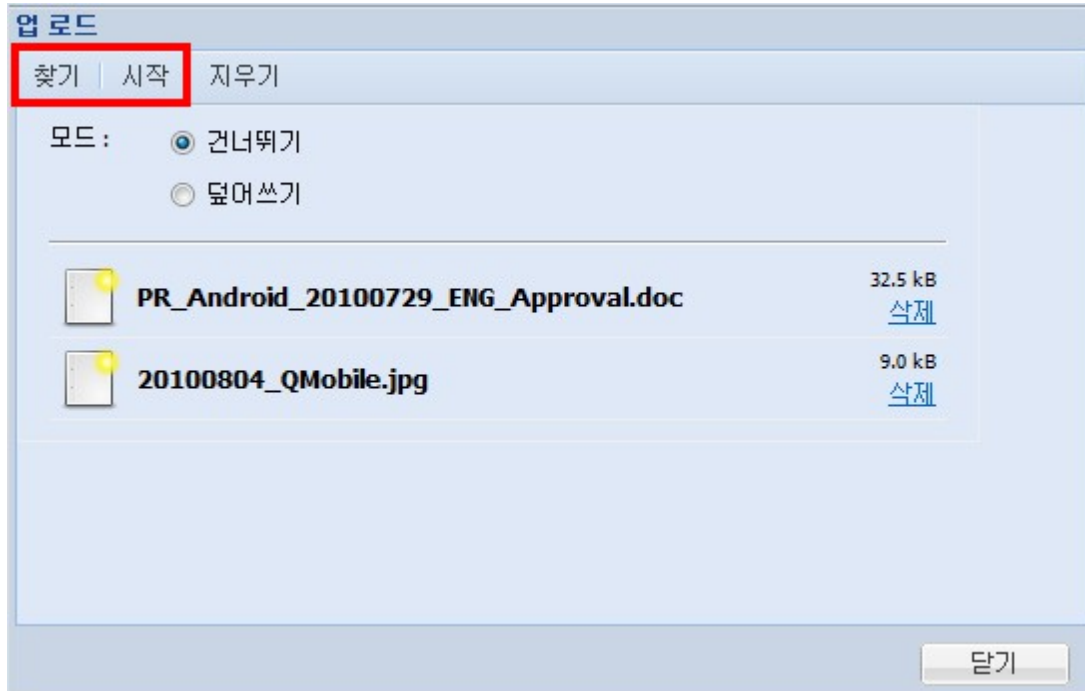 업로드
찾기 시작 지우기
모드 : 건너뛰기
덮어쓰기
PR_Android_20100729_ENG_Approval.doc 32.5 kB
삭제
20100804_QMobile.jpg 9.0 kB
삭제
닫기